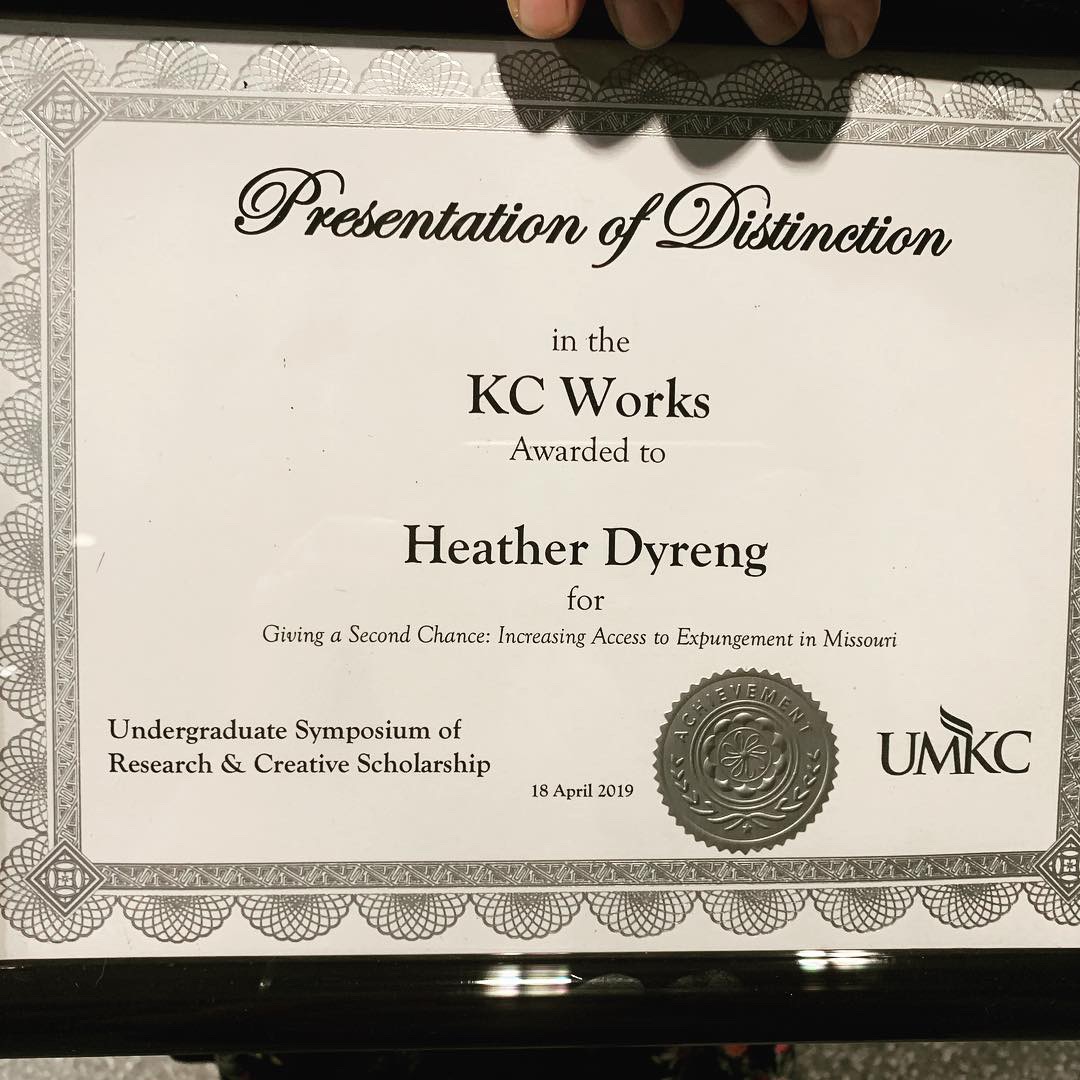 Presentation of Distinction
in the
KC Works
Awarded to
Heather Dyreng
for
Giving a Second Chance: Increasing Access to Expungement in Missouri
Undergraduate Symposium of
Research & Creative Scholarship
18 April 2019
ACHIEVEMENT
UMKC